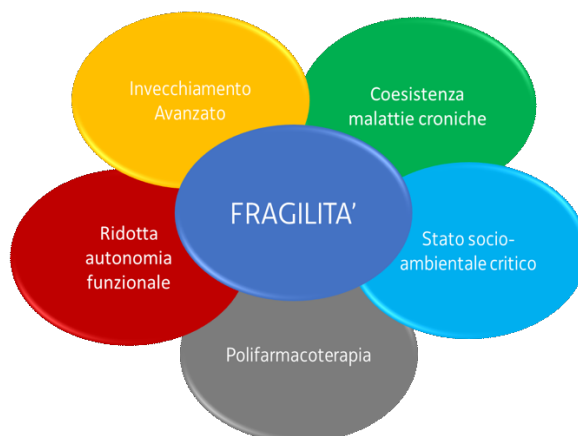 Invecchiamento
Avanzato
Coesistenza
malattie croniche
FRAGILITA’
Ridotta
autonomia
funzionale
Stato socio-
ambientale critico
Polifarmacoterapia